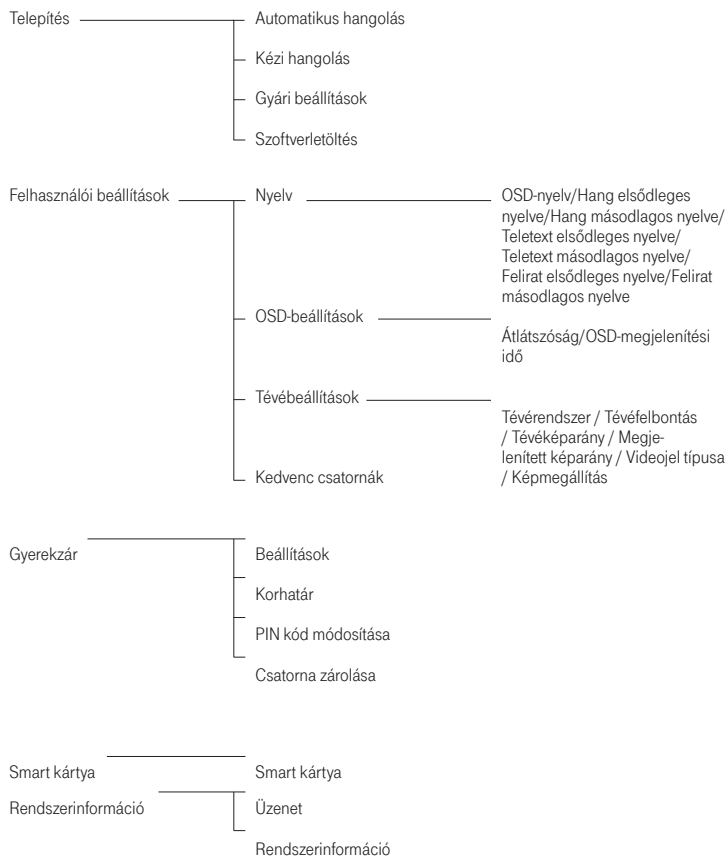 Telepítés
Automatikus hangolás
Kézi hangolás
Gyári beállítások
Szoftverletöltés
Felhasználói beállítások
Nyelv
OSD-nyelv/Hang elsődleges
nyelve/Hang másodlagos nyelve/
Teletext elsődleges nyelve/
Teletext másodlagos nyelve/
Felirat elsődleges nyelve/Felirat
másodlagos nyelve
OSD-beállítások
Átlátszóság/OSD-megjelenítési
idő
Tévébeállítások
Tévérendszer / Tévéfelbontás
/ Tévéképarány / Megje-
lenített képarány / Videojel típusa
/ Képmegállítás
Kedvenc csatornák
Gyerekzár
Beállítások
Korhatár
PIN kód módosítása
Csatorna zárolása
Smart kártya
Smart kártya
Rendszerinformáció
Üzenet
Rendszerinformáció